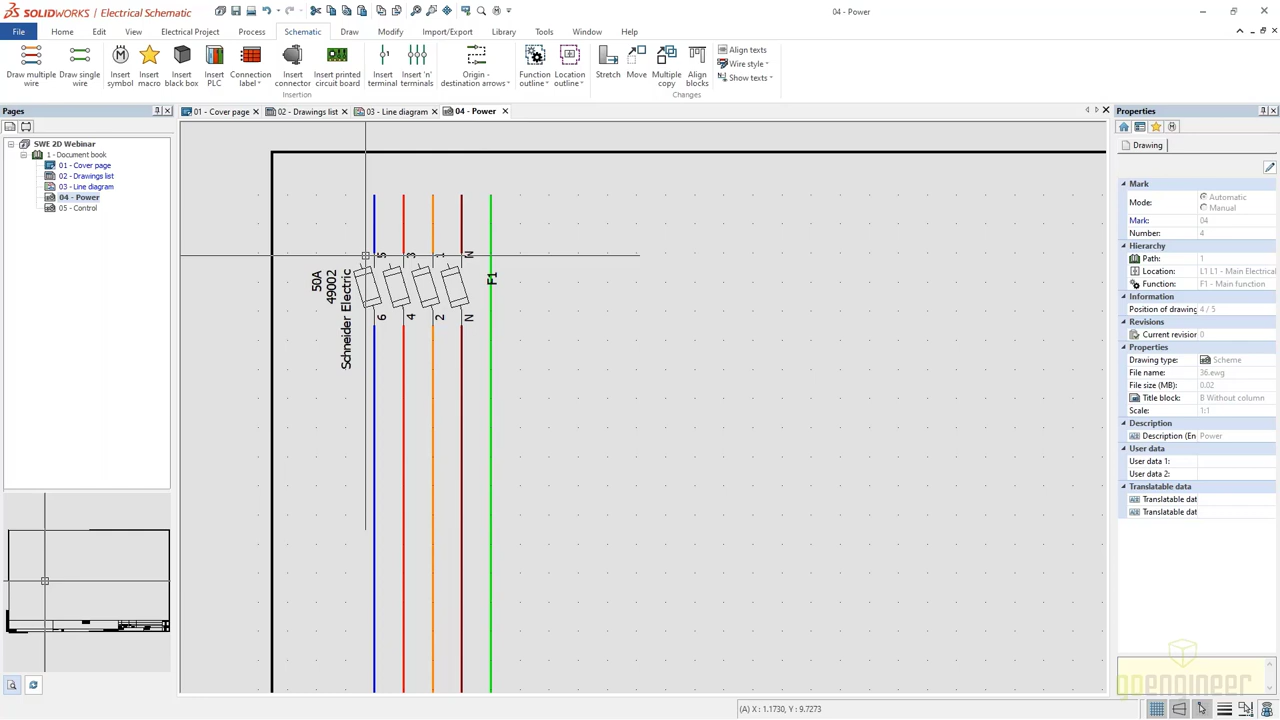 SOLIDWORKS Electrical Schematic
04 - Power
File Home Edit View Electrical Project Process Schematic Draw Modify Import/Export Library Tools Window Help
Draw multiple wire
Draw single wire
Insert symbol
Insert macro
Insert black box
Insert PLC
Connection label
Insert connector
Insert printed circuit board
Insert terminal
Insert 'n' terminals
Origin - destination arrows
Function outline
Location outline
Stretch
Move
Multiple copy
Align blocks
Align texts
Wire style
Show texts
Insertion
Changes
Pages
01 - Cover page
02 - Drawings list
03 - Line diagram
04 - Power
SWE 2D Webinar
1 - Document book
01 - Cover page
02 - Drawings list
03 - Line diagram
04 - Power
05 - Control
50A
49002
Schneider Electric
5 3 1 N
6 4 2 N
F1
Properties
Drawing
Mark
Mode: Automatic
Manual
Mark: 04
Number: 4
Hierarchy
Path: 1
Location: L1 L1 - Main Electrical
Function: F1 - Main function
Information
Position of drawing 4 / 5
Revisions
Current revision 0
Properties
Drawing type: Scheme
File name: 36.ewg
File size (MB): 0.02
Title block: B Without column
Scale: 1:1
Description
Description (En Power
User data
User data 1:
User data 2:
Translatable data
Translatable dat
Translatable dat
goengineer
(A) X : 1.1730, Y : 9.7273